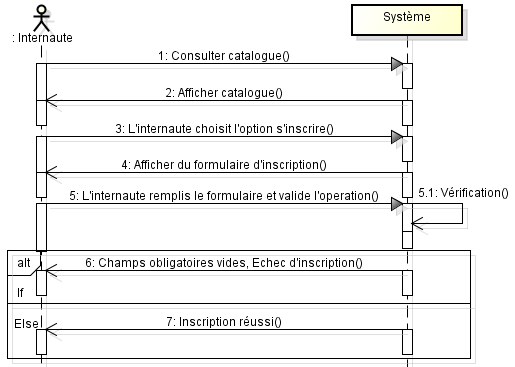 Système
: Internaute
1: Consulter catalogue()
2: Afficher catalogue()
3: L'internaute choisit l'option s'inscrire()
4: Afficher du formulaire d'inscription()
5: L'internaute remplis le formulaire et valide l'operation()
5.1: Vérification()
alt
6: Champs obligatoires vides, Echec d'inscription()
If
Else
7: Inscription réussi()